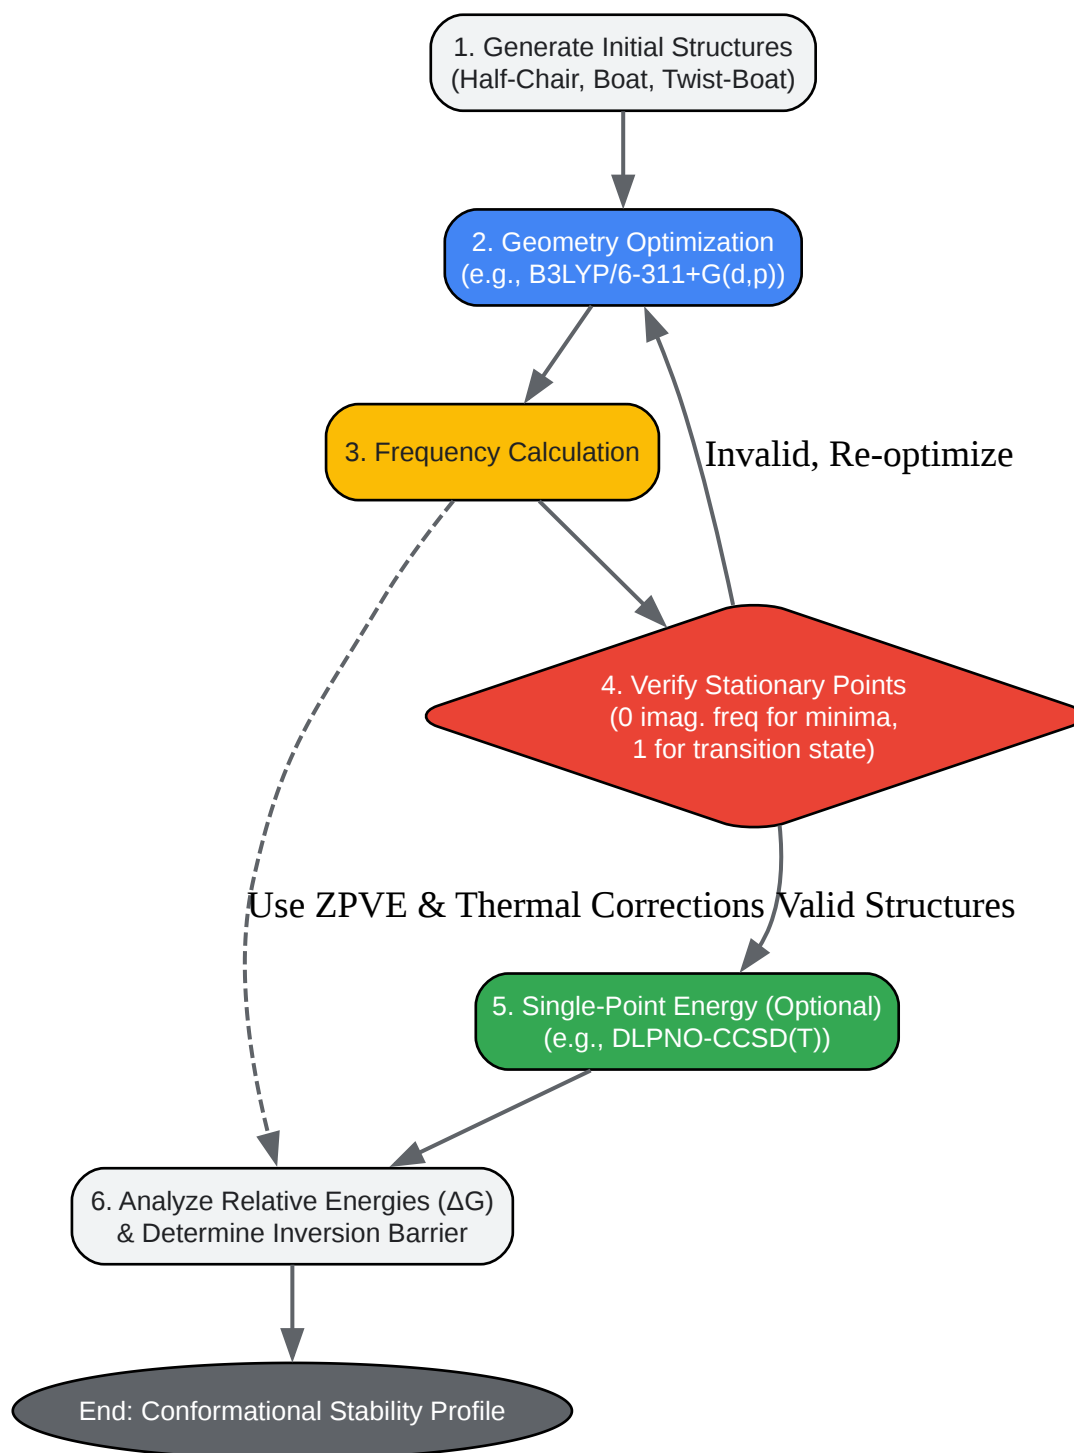 1. Generate Initial Structures
(Half-Chair, Boat, Twist-Boat)
2. Geometry Optimization
(e.g., B3LYP/6-311+G(d,p))
3. Frequency Calculation
Invalid, Re-optimize
4. Verify Stationary Points
(0 imag. freq for minima,
1 for transition state)
Use ZPVE & Thermal Corrections
Valid Structures
5. Single-Point Energy (Optional)
(e.g., DLPNO-CCSD(T))
6. Analyze Relative Energies (ΔG)
& Determine Inversion Barrier
End: Conformational Stability Profile